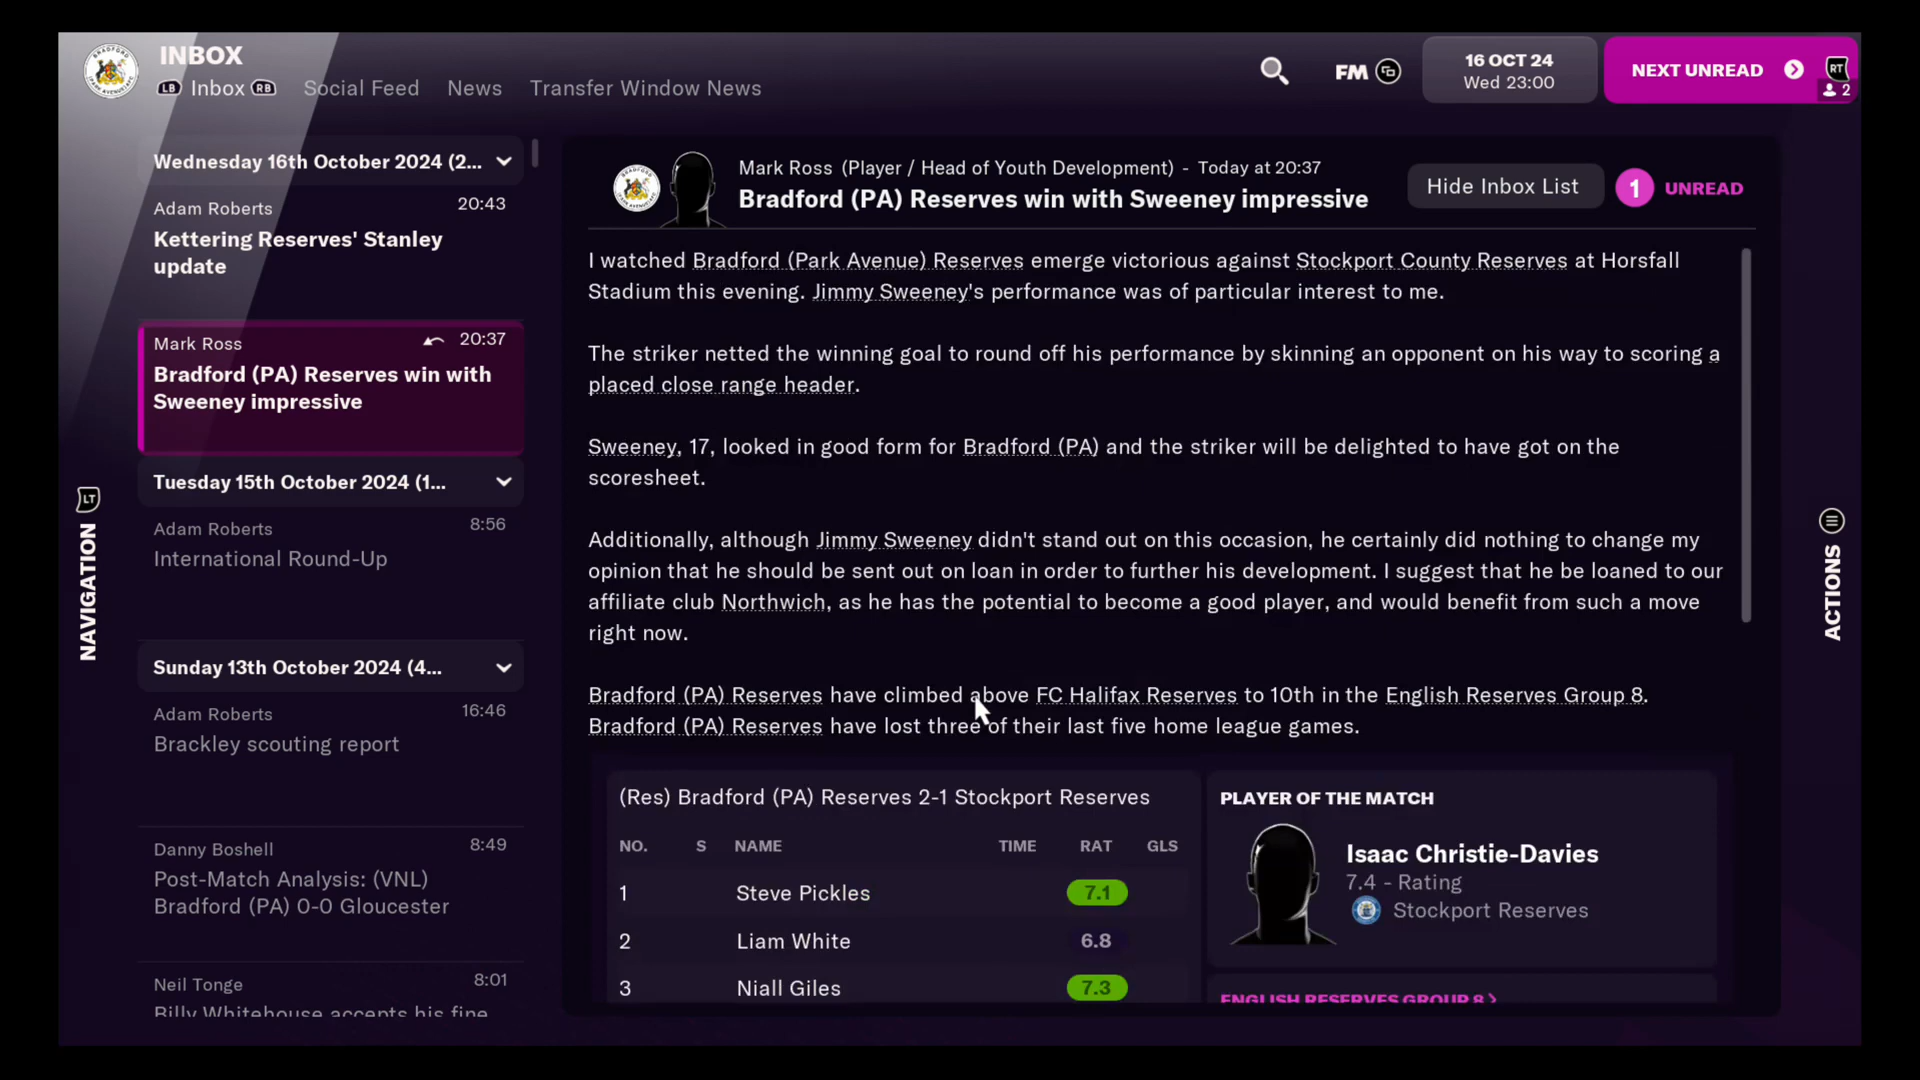 INBOX
LB Inbox RB Social Feed News Transfer Window News
FM
16 OCT 24
Wed 23:00
NEXT UNREAD
RT
2
Wednesday 16th October 2024 (2...
Adam Roberts 20:43
Kettering Reserves' Stanley
update
Mark Ross 20:37
Bradford (PA) Reserves win with
Sweeney impressive
Tuesday 15th October 2024 (1...
Adam Roberts 8:56
International Round-Up
Sunday 13th October 2024 (4...
Adam Roberts 16:46
Brackley scouting report
Danny Boshell 8:49
Post-Match Analysis: (VNL)
Bradford (PA) 0-0 Gloucester
Neil Tonge 8:01
Billy Whitehouse accepts his fine
LT
NAVIGATION
Mark Ross (Player / Head of Youth Development) - Today at 20:37
Bradford (PA) Reserves win with Sweeney impressive
Hide Inbox List
1 UNREAD
I watched Bradford (Park Avenue) Reserves emerge victorious against Stockport County Reserves at Horsfall
Stadium this evening. Jimmy Sweeney's performance was of particular interest to me.
The striker netted the winning goal to round off his performance by skinning an opponent on his way to scoring a
placed close range header.
Sweeney, 17, looked in good form for Bradford (PA) and the striker will be delighted to have got on the
scoresheet.
Additionally, although Jimmy Sweeney didn't stand out on this occasion, he certainly did nothing to change my
opinion that he should be sent out on loan in order to further his development. I suggest that he be loaned to our
affiliate club Northwich, as he has the potential to become a good player, and would benefit from such a move
right now.
Bradford (PA) Reserves have climbed above FC Halifax Reserves to 10th in the English Reserves Group 8.
Bradford (PA) Reserves have lost three of their last five home league games.
(Res) Bradford (PA) Reserves 2-1 Stockport Reserves
NO. S NAME TIME RAT GLS
1 Steve Pickles 7.1
2 Liam White 6.8
3 Niall Giles 7.3
PLAYER OF THE MATCH
Isaac Christie-Davies
7.4 - Rating
Stockport Reserves
ENGLISH RESERVES GROUP 8
ACTIONS